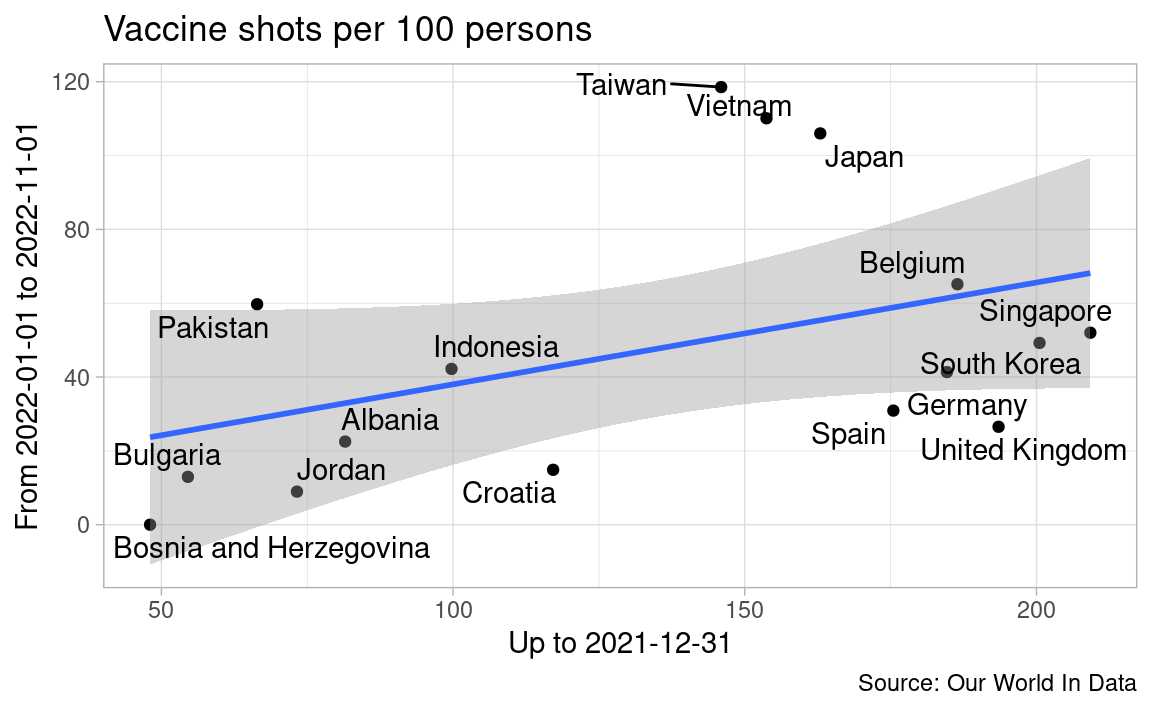 Vaccine shots per 100 persons
From 2022-01-01 to 2022-11-01
120
80
40
0
Taiwan
Vietnam
Japan
Belgium
Pakistan
Singapore
Indonesia
South Korea
Albania
Germany
Spain
Bulgaria
United Kingdom
Jordan
Croatia
Bosnia and Herzegovina
50 100 150 200
Up to 2021-12-31
Source: Our World In Data